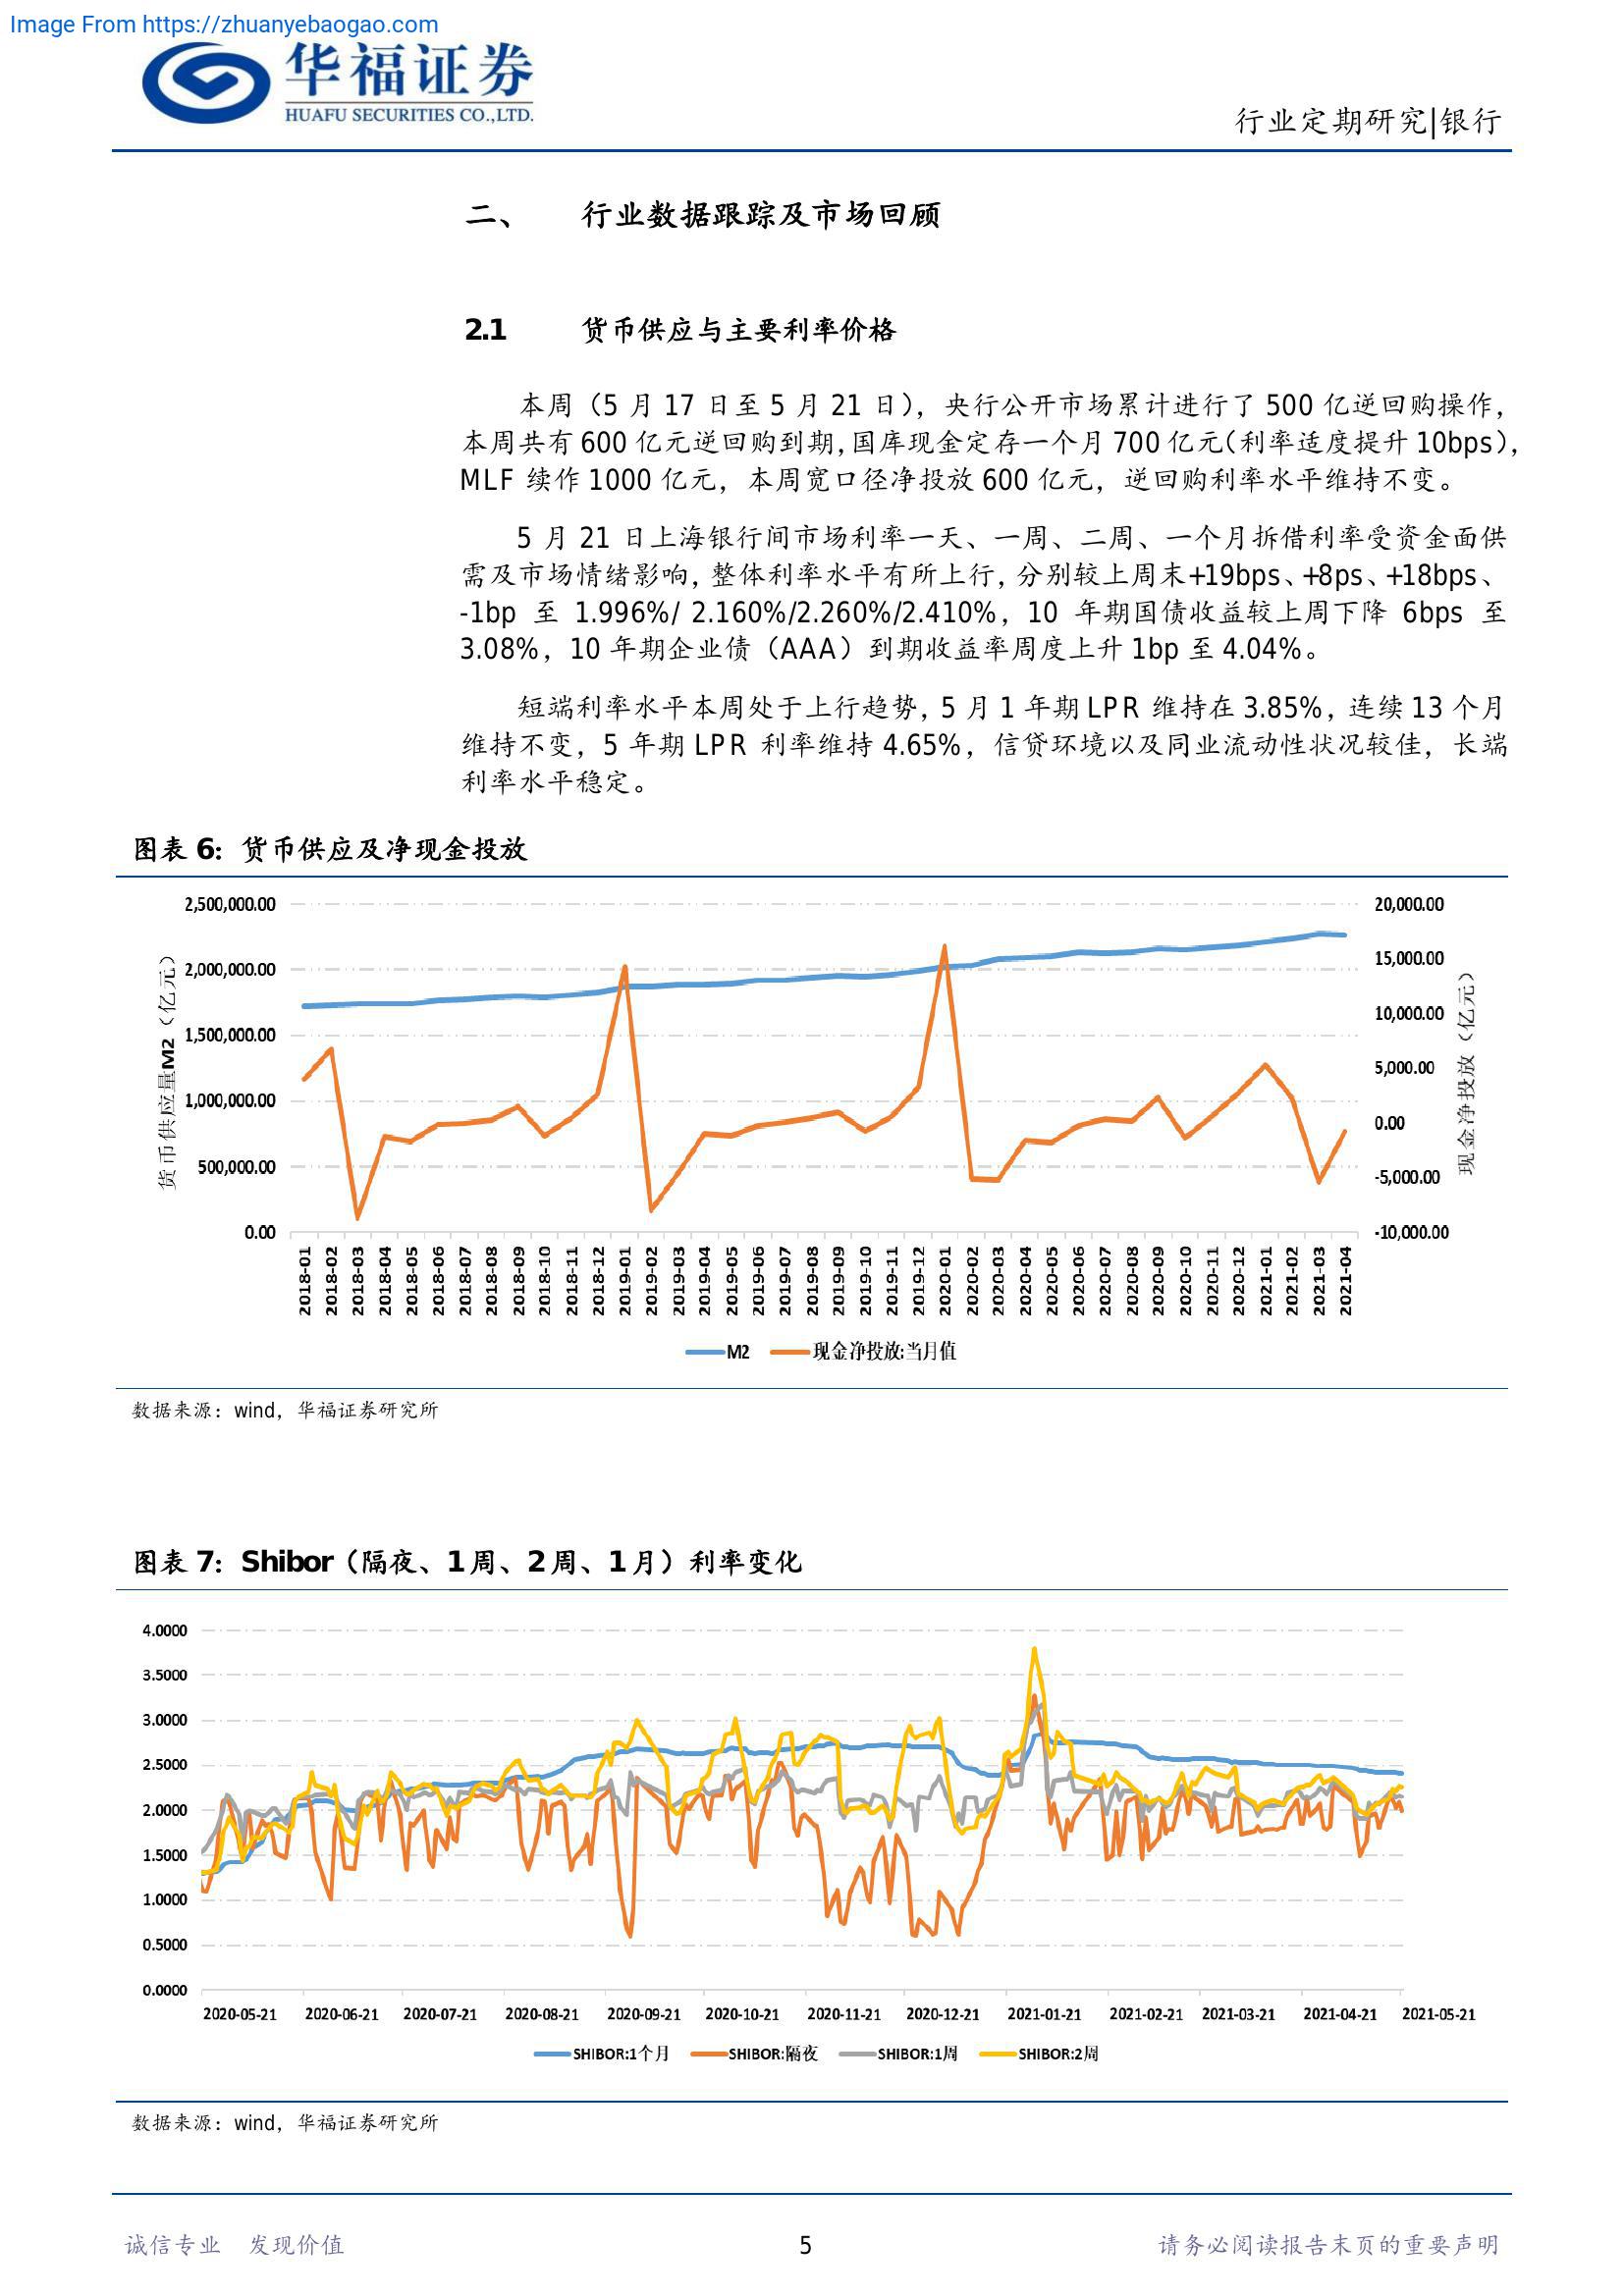 Image From https://zhuanyebaogao.com
华福证券
HUAFU SECURITIES CO.,LTD.
行业定期研究|银行
二、 行业数据跟踪及市场回顾
2.1 货币供应与主要利率价格
本周（5 月 17 日至 5 月 21 日），央行公开市场累计进行了 500 亿逆回购操作，
本周共有 600 亿元逆回购到期，国库现金定存一个月 700 亿元（利率适度提升 10bps），
MLF 续作 1000 亿元，本周宽口径净投放 600 亿元，逆回购利率水平维持不变。
5 月 21 日上海银行间市场利率一天、一周、二周、一个月拆借利率受资金面供
需及市场情绪影响，整体利率水平有所上行，分别较上周末+19bps、+8ps、+18bps、
-1bp 至 1.996%/ 2.160%/2.260%/2.410%，10 年期国债收益较上周下降 6bps 至
3.08%，10 年期企业债（AAA）到期收益率周度上升 1bp 至 4.04%。
短端利率水平本周处于上行趋势，5 月 1 年期 LPR 维持在 3.85%，连续 13 个月
维持不变，5 年期 LPR 利率维持 4.65%，信贷环境以及同业流动性状况较佳，长端
利率水平稳定。
图表 6：货币供应及净现金投放
货币供应量M2（亿元）
2,500,000.00
2,000,000.00
1,500,000.00
1,000,000.00
500,000.00
0.00
20,000.00
15,000.00
10,000.00
5,000.00
0.00
-5,000.00
-10,000.00
现金净投放（亿元）
2018-01 2018-02 2018-03 2018-04 2018-05 2018-06 2018-07 2018-08 2018-09 2018-10 2018-11 2018-12 2019-01 2019-02 2019-03 2019-04 2019-05 2019-06 2019-07 2019-08 2019-09 2019-10 2019-11 2019-12 2020-01 2020-02 2020-03 2020-04 2020-05 2020-06 2020-07 2020-08 2020-09 2020-10 2020-11 2020-12 2021-01 2021-02 2021-03 2021-04
M2 现金净投放:当月值
数据来源：wind，华福证券研究所
图表 7：Shibor（隔夜、1 周、2 周、1 月）利率变化
4.0000
3.5000
3.0000
2.5000
2.0000
1.5000
1.0000
0.5000
0.0000
2020-05-21 2020-06-21 2020-07-21 2020-08-21 2020-09-21 2020-10-21 2020-11-21 2020-12-21 2021-01-21 2021-02-21 2021-03-21 2021-04-21 2021-05-21
SHIBOR:1个月 SHIBOR:隔夜 SHIBOR:1周 SHIBOR:2周
数据来源：wind，华福证券研究所
诚信专业 发现价值 5 请务必阅读报告末页的重要声明